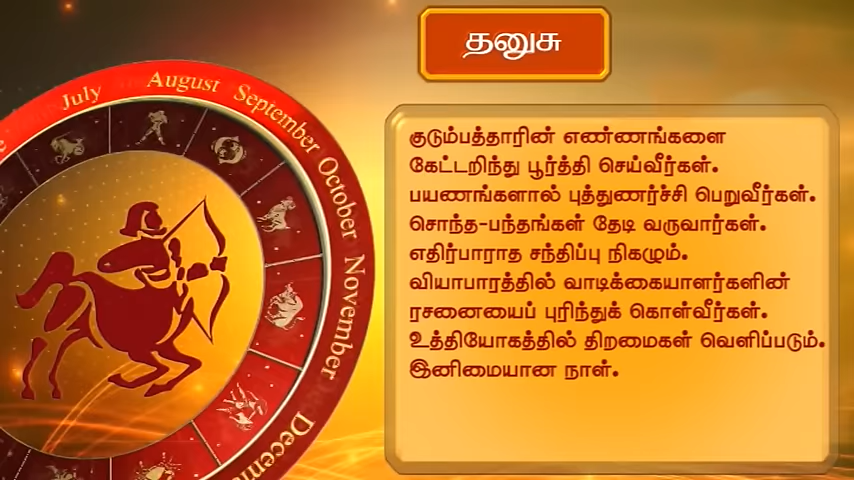 தனுசு
July
August
September
October
November
குடும்பத்தாரின் எண்ணங்களை
கேட்டறிந்து பூர்த்தி செய்வீர்கள்.
பயணங்களால் புத்துணர்ச்சி பெறுவீர்கள்.
சொந்த-பந்தங்கள் தேடி வருவார்கள்.
எதிர்பாராத சந்திப்பு நிகழும்.
வியாபாரத்தில் வாடிக்கையாளர்களின்
ரசனையைப் புரிந்துக் கொள்வீர்கள்.
உத்தியோகத்தில் திறமைகள் வெளிப்படும்.
இனிமையான நாள்.